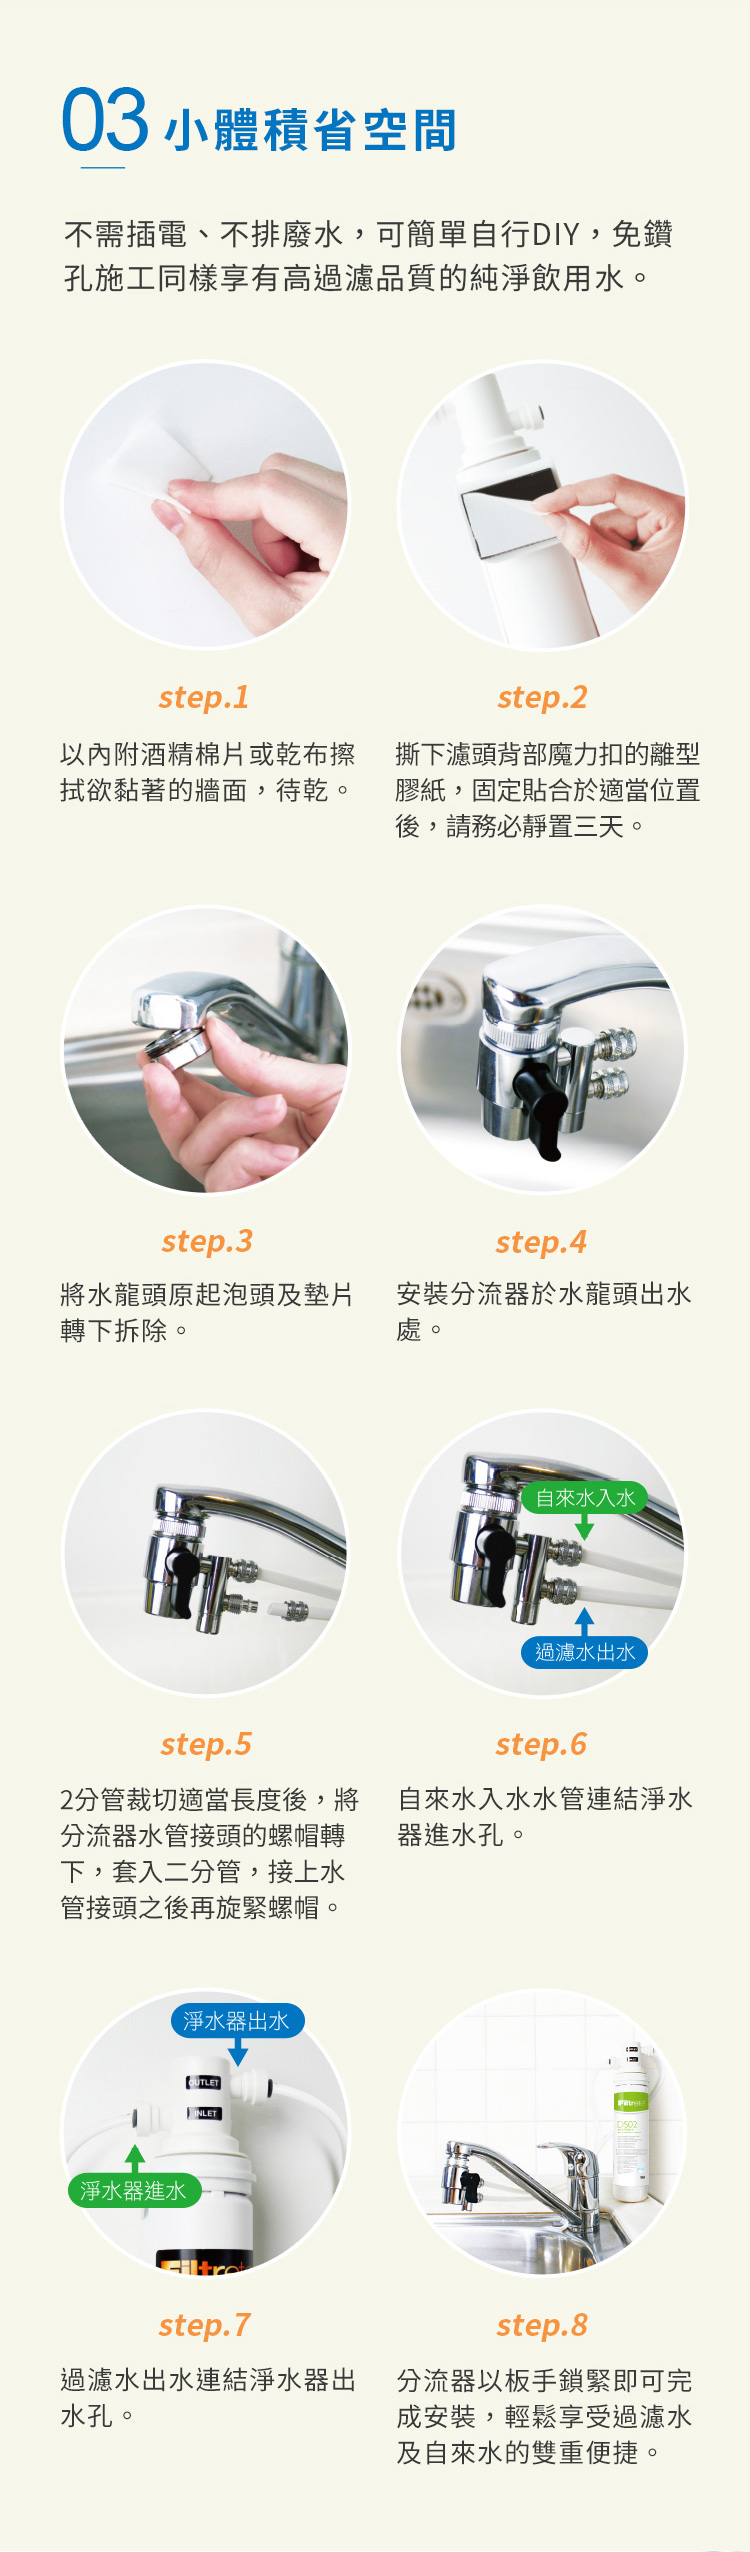 03 小體積省空間
不需插電、不排廢水，可簡單自行DIY，免鑽
孔施工同樣享有高過濾品質的純淨飲用水。
step.1
以內附酒精棉片或乾布擦
拭欲黏著的牆面，待乾。
step.2
撕下濾頭背部魔力扣的離型
膠紙，固定貼合於適當位置
後，請務必靜置三天。
step.3
將水龍頭原起泡頭及墊片
轉下拆除。
step.4
安裝分流器於水龍頭出水
處。
step.5
2分管裁切適當長度後，將
分流器水管接頭的螺帽轉
下，套入二分管，接上水
管接頭之後再旋緊螺帽。
自來水入水
過濾水出水
step.6
自來水入水水管連結淨水
器進水孔。
淨水器出水
OUTLET
INLET
淨水器進水
Filtrete
step.7
過濾水出水連結淨水器出
水孔。
Filtrete
DS02
step.8
分流器以板手鎖緊即可完
成安裝，輕鬆享受過濾水
及自來水的雙重便捷。